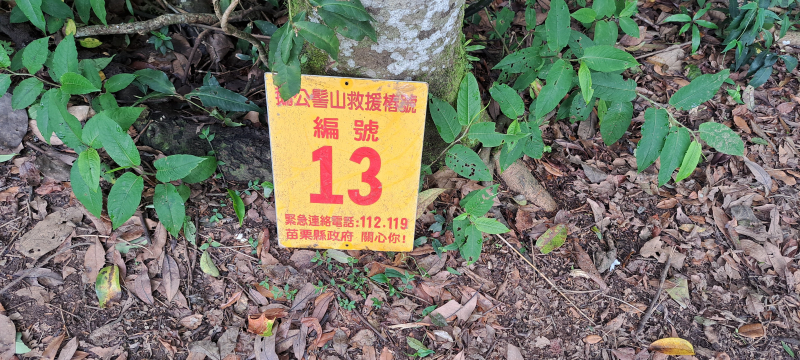 公髻山救援樁號
編號
13
緊急連絡電話:112.119
苗栗縣政府 關心你!